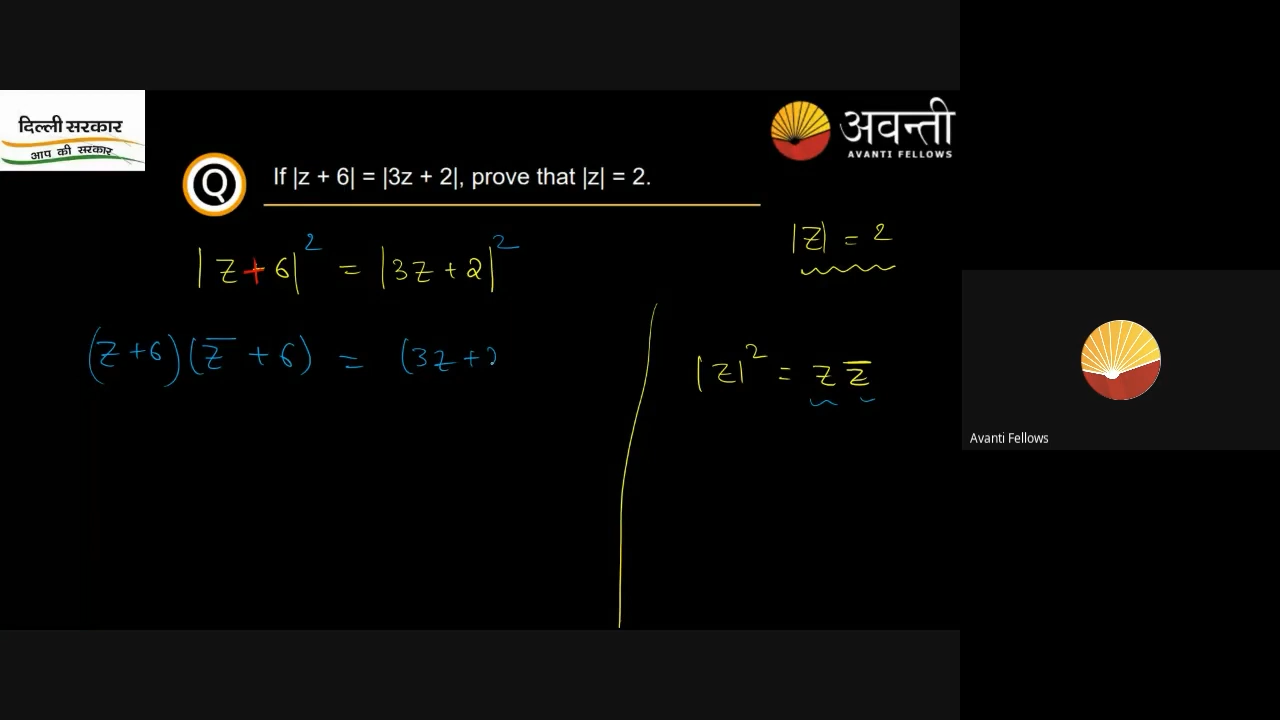 दिल्ली सरकार
आप की सरकार
अवन्ती
AVANTI FELLOWS
Q
If |z + 6| = |3z + 2|, prove that |z| = 2.
|z| = 2
|z + 6|² = |3z + 2|²
(z + 6)(z̅ + 6) = (3z + 2
|z|² = z z̅
Avanti Fellows